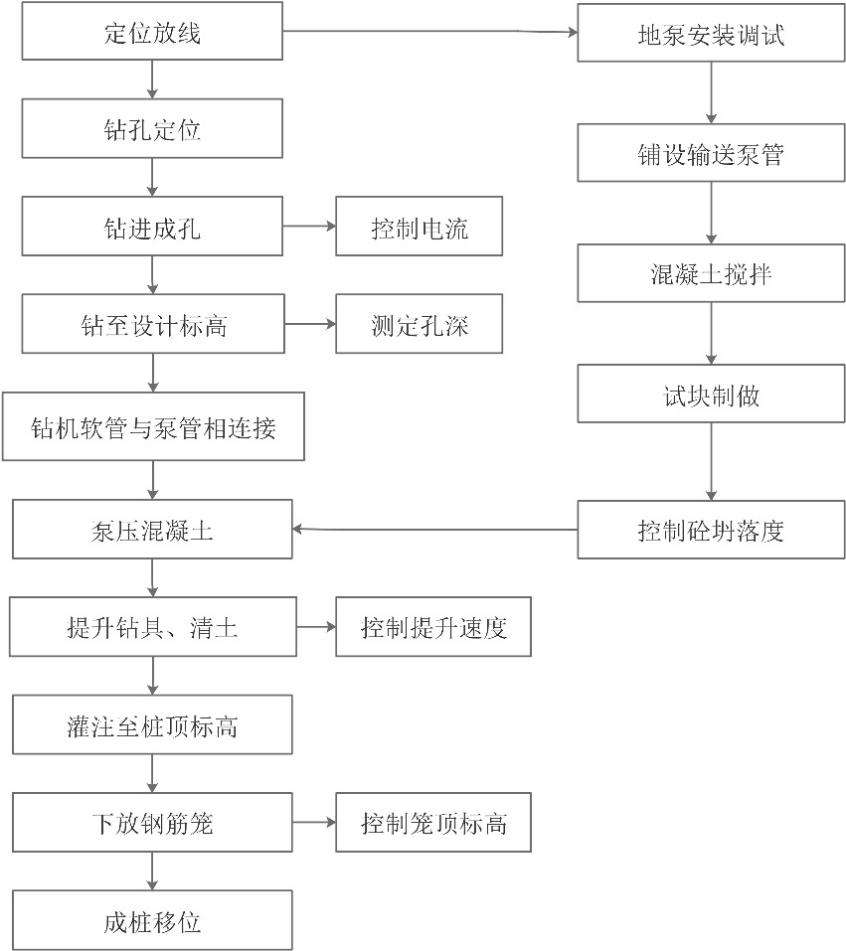 定位放线
地泵安装调试
钻孔定位
铺设输送泵管
钻进成孔
控制电流
混凝土搅拌
钻至设计标高
测定孔深
试块制做
钻机软管与泵管相连接
泵压混凝土
控制砼坍落度
提升钻具、清土
控制提升速度
灌注至桩顶标高
下放钢筋笼
控制笼顶标高
成桩移位